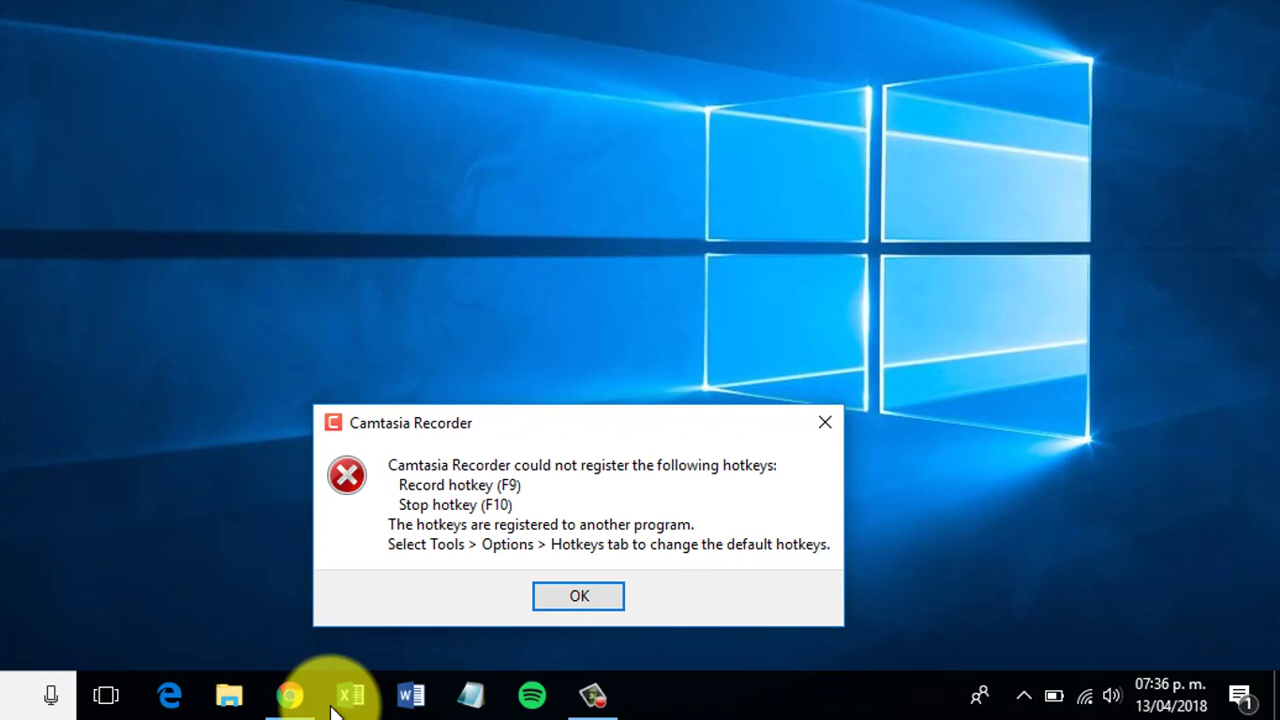 Camtasia Recorder
Camtasia Recorder could not register the following hotkeys:
Record hotkey (F9)
Stop hotkey (F10)
The hotkeys are registered to another program.
Select Tools > Options > Hotkeys tab to change the default hotkeys.
OK
07:36 p. m.
13/04/2018
1